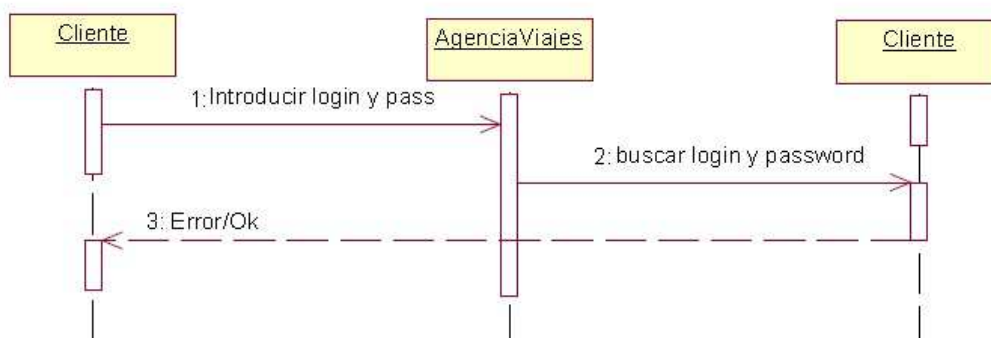 Cliente
AgenciaViajes
Cliente
1:Introducir login y pass
2: buscar login y password
3: Error/Ok